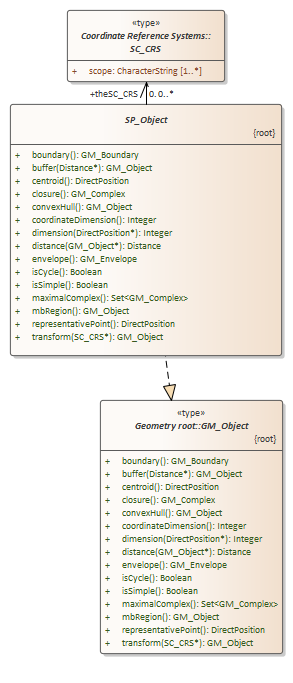 «type»
Coordinate Reference Systems::
SC_CRS
+ scope: CharacterString [1..*]
+theSC_CRS 0..*
SP_Object
{root}
+ boundary(): GM_Boundary
+ buffer(Distance*): GM_Object
+ centroid(): DirectPosition
+ closure(): GM_Complex
+ convexHull(): GM_Object
+ coordinateDimension(): Integer
+ dimension(DirectPosition*): Integer
+ distance(GM_Object*): Distance
+ envelope(): GM_Envelope
+ isCycle(): Boolean
+ isSimple(): Boolean
+ maximalComplex(): Set<GM_Complex>
+ mbRegion(): GM_Object
+ representativePoint(): DirectPosition
+ transform(SC_CRS*): GM_Object
«type»
Geometry root::GM_Object
{root}
+ boundary(): GM_Boundary
+ buffer(Distance*): GM_Object
+ centroid(): DirectPosition
+ closure(): GM_Complex
+ convexHull(): GM_Object
+ coordinateDimension(): Integer
+ dimension(DirectPosition*): Integer
+ distance(GM_Object*): Distance
+ envelope(): GM_Envelope
+ isCycle(): Boolean
+ isSimple(): Boolean
+ maximalComplex(): Set<GM_Complex>
+ mbRegion(): GM_Object
+ representativePoint(): DirectPosition
+ transform(SC_CRS*): GM_Object